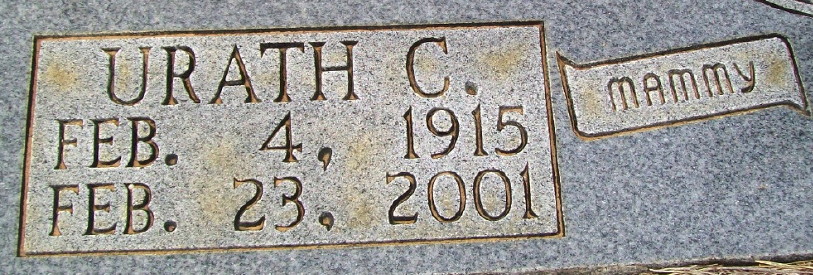 URATH C.
FEB. 4, 1915
FEB. 23, 2001
MAMMY